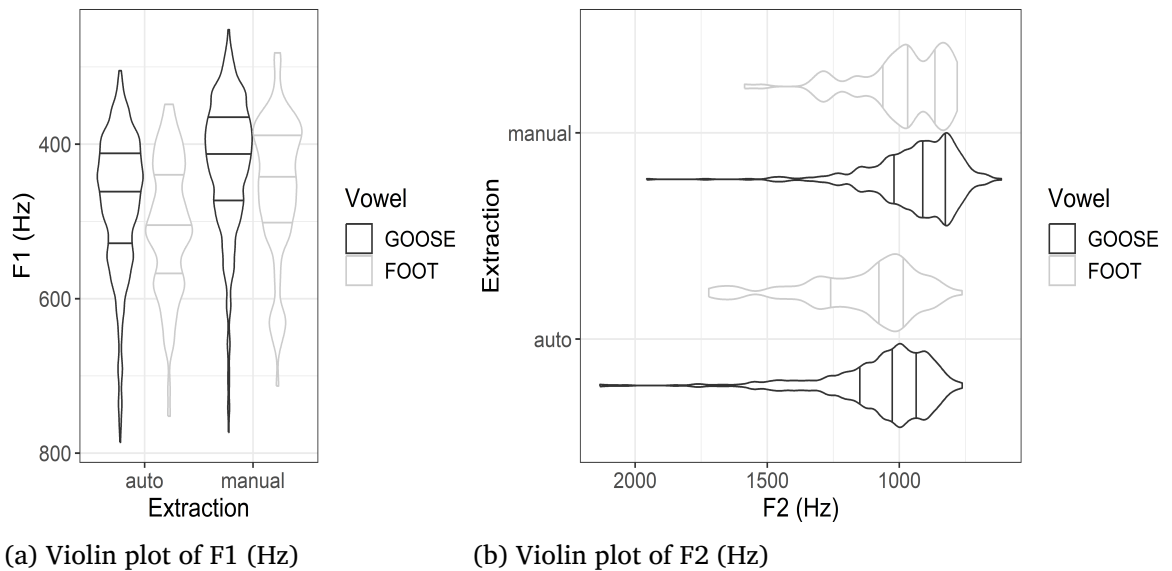 F1 (Hz)
400
600
800
auto
manual
Extraction
Vowel
GOOSE
FOOT
(a) Violin plot of F1 (Hz)
Extraction
manual
auto
2000
1500
1000
F2 (Hz)
Vowel
GOOSE
FOOT
(b) Violin plot of F2 (Hz)